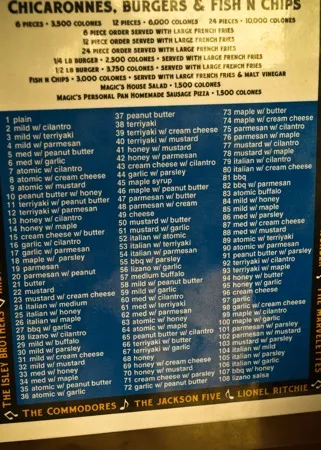 CHICARONNES, BURGERS & FISH N CHIPS
6 PIECES • 3,500 COLONES 12 PIECES • 6,000 COLONES 24 PIECES • 10,000 COLONES
6 PIECE ORDER SERVED WITH LARGE FRENCH FRIES
12 PIECE ORDER SERVED WITH LARGE FRENCH FRIES
24 PIECE ORDER SERVED WITH LARGE FRENCH FRIES
1/4 LB BURGER • 2,500 COLONES • SERVED WITH LARGE FRENCH FRIES
1/2 LB BURGER • 3,750 COLONES • SERVED WITH LARGE FRENCH FRIES
FISH N CHIPS • 3,000 COLONES • SERVED WITH LARGE FRENCH FRIES & MALT VINEGAR
MAGIC'S HOUSE SALAD • 1,500 COLONES
MAGIC'S PERSONAL PAN HOMEMADE SAUSAGE PIZZA • 1,500 COLONES
1 plain
2 mild w/ cilantro
3 mild w/ teriyaki
4 mild w/ parmesan
5 med w/ peanut butter
6 med w/ garlic
7 atomic w/ cilantro
8 atomic w/ cream cheese
9 atomic w/ mustard
10 peanut butter w/ honey
11 teriyaki w/ peanut butter
12 teriyaki w/ parmesan
13 honey w/ cilantro
14 honey w/ maple
15 cream cheese w/ butter
16 garlic w/ cilantro
17 garlic w/ parmesan
18 maple w/ parsley
19 parmesan
20 parmesan w/ peanut
21 butter
22 mustard
23 mustard w/ cream cheese
24 italian w/ medium
25 italian w/ honey
26 italian w/ maple
27 bbq w/ garlic
28 lizano w/ cilantro
29 mild w/ buffalo
30 mild w/ parsley
31 mild w/ cream cheese
32 mild w/ mustard
33 med w/ honey
34 med w/ maple
35 atomic w/ peanut butter
36 atomic w/ garlic
37 peanut butter
38 teriyaki
39 teriyaki w/ cream cheese
40 teriyaki w/ mustard
41 honey w/ mustard
42 honey w/ parmesan
43 cream cheese w/ cilantro
44 garlic w/ parsley
45 maple syrup
46 maple w/ peanut butter
47 parmesan w/ butter
48 parmesan w/ garlic
49 cheese
50 mustard w/ butter
51 mustard w/ garlic
52 italian w/ atomic
53 italian w/ teriyaki
54 italian w/ parmesan
55 bbq w/ parsley
56 lizano w/ garlic
57 medium buffalo
58 mild w/ peanut butter
59 mild w/ garlic
60 med w/ cilantro
61 med w/ teriyaki
62 med w/ parmesan
63 atomic w/ honey
64 atomic w/ maple
65 peanut butter w/ cilantro
66 teriyaki w/ cilantro
67 teriyaki w/ garlic
68 honey
69 honey w/ cream cheese
70 honey w/ mustard
71 cream cheese w/ parmesan
72 garlic w/ peanut butter
73 maple w/ butter
74 maple w/ cream cheese
75 parmesan w/ cilantro
76 parmesan w/ maple
77 mustard w/ cilantro
78 mustard w/ maple
79 italian w/ cilantro
80 italian w/ cream cheese
81 bbq
82 bbq w/ parmesan
83 atomic buffalo
84 mild w/ honey
85 mild w/ maple
86 med w/ parsley
87 med w/ cream cheese
88 med w/ mustard
89 atomic w/ teriyaki
90 atomic w/ parmesan
91 peanut butter w/ parsley
92 teriyaki w/ cilantro
93 teriyaki w/ maple
94 honey w/ butter
95 honey w/ garlic
96 cream cheese
97 garlic
98 garlic w/ cream cheese
99 maple w/ cilantro
100 maple w/ garlic
101 parmesan w/ parsley
102 parmesan w/ mustard
103 mustard w/ parsley
104 italian w/ mild
105 italian w/ parsley
106 italian w/ garlic
107 bbq w/ honey
108 lizano salsa
THE ISLEY BROTHERS
THE MARVELETTES
THE COMMODORES THE JACKSON FIVE LIONEL RITCHIE